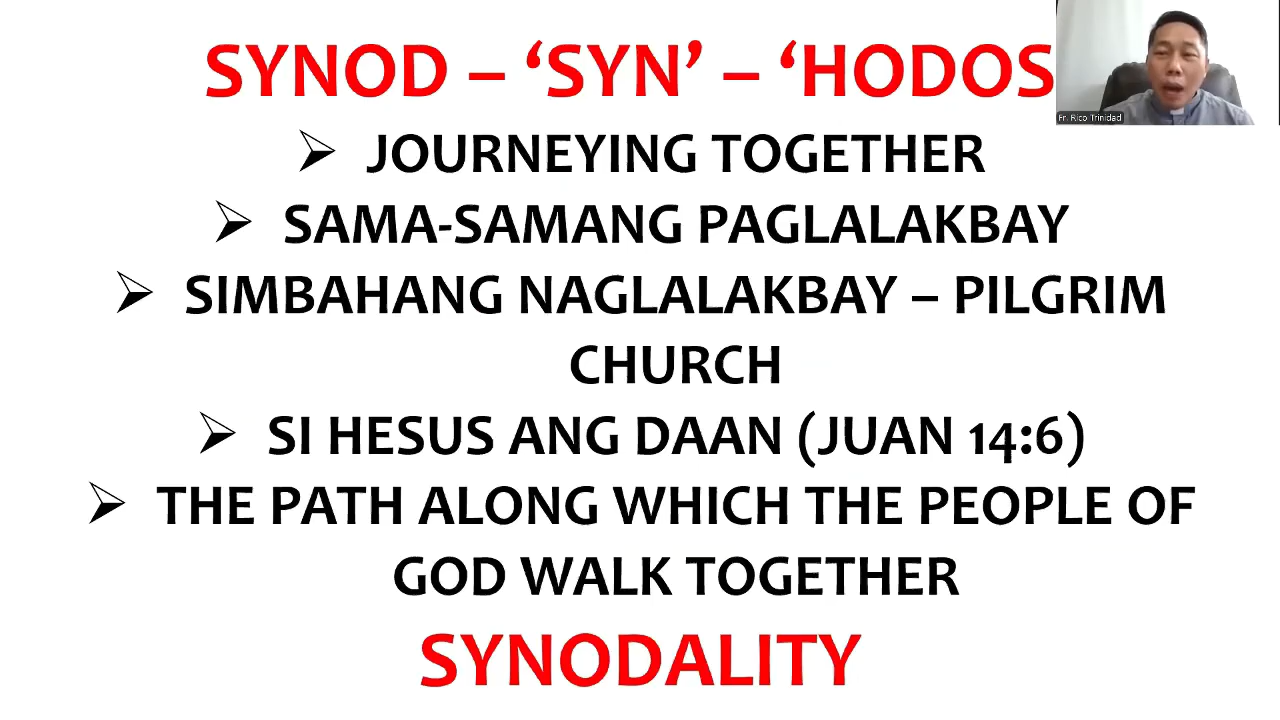 SYNOD – ‘SYN’ – ‘HODOS
Fr. Rico Trinidad
➢ JOURNEYING TOGETHER
➢ SAMA-SAMANG PAGLALAKBAY
➢ SIMBAHANG NAGLALAKBAY – PILGRIM
CHURCH
➢ SI HESUS ANG DAAN (JUAN 14:6)
➢ THE PATH ALONG WHICH THE PEOPLE OF
GOD WALK TOGETHER
SYNODALITY